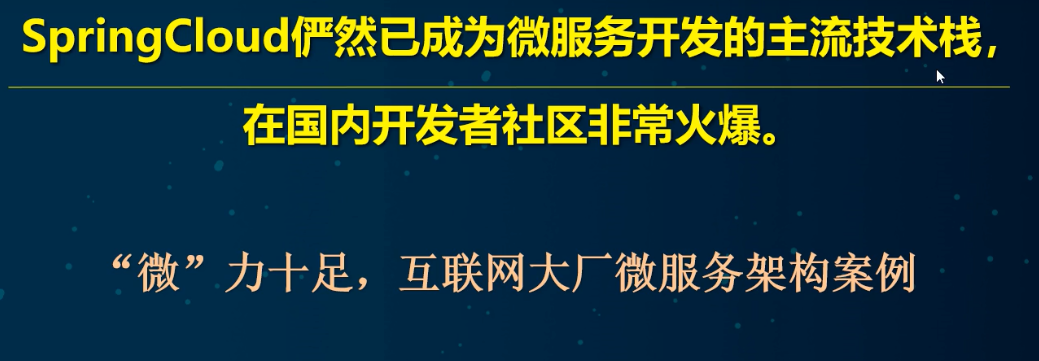 SpringCloud俨然已成为微服务开发的主流技术栈，
在国内开发者社区非常火爆。
“微”力十足，互联网大厂微服务架构案例